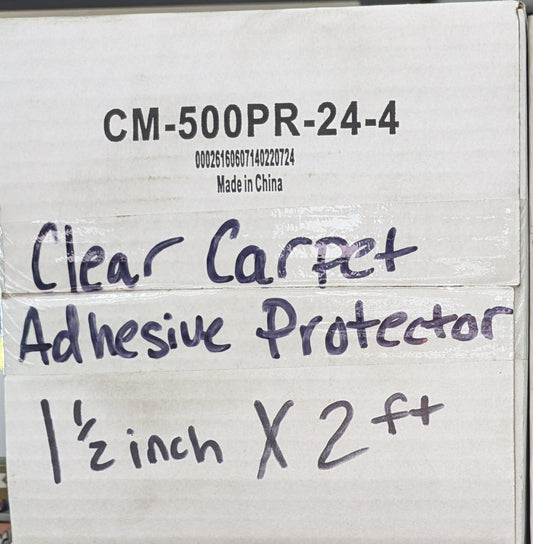 CM-500PR-24-4
00026160607140220724
Made in China
Clear Carpet
Adhesive Protector
1 1/2 inch X 2 ft